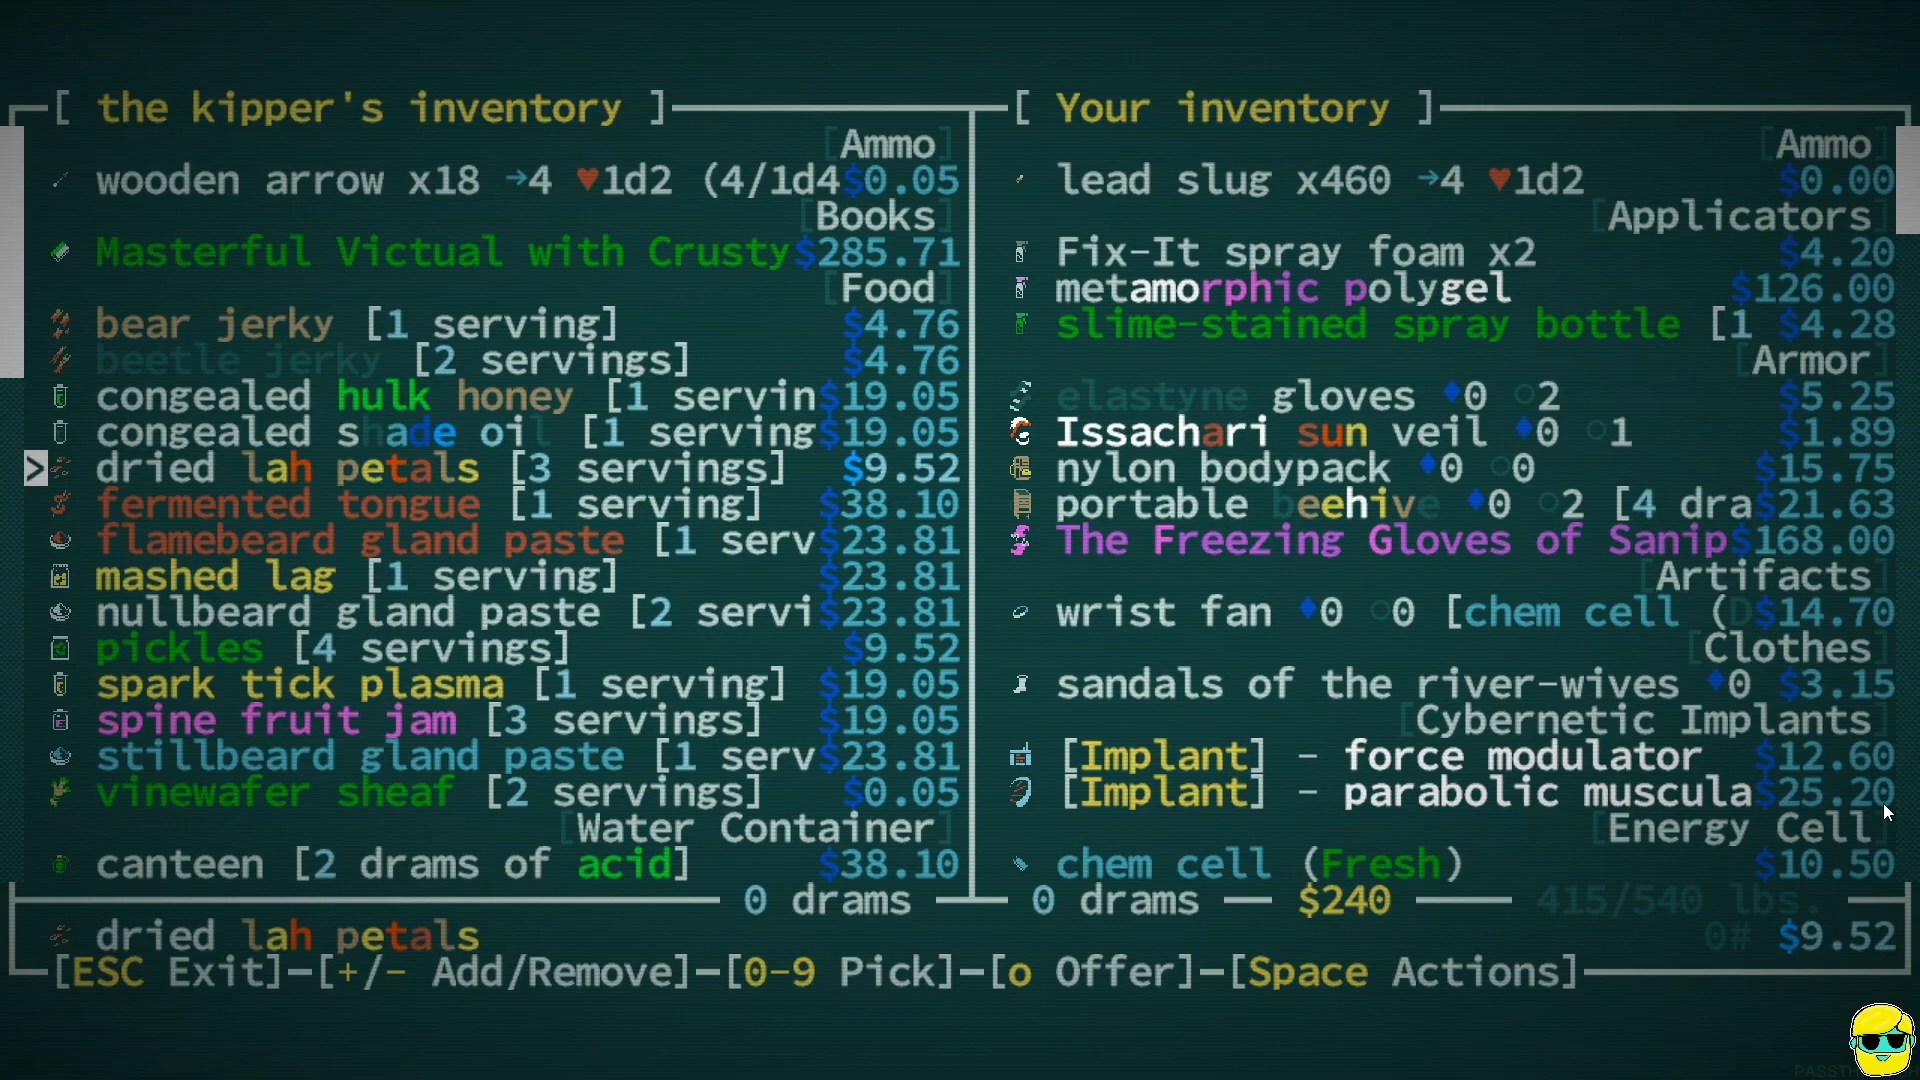 [ the kipper's inventory ]
[Ammo]
wooden arrow x18 →4 ♥1d2 (4/1d4 $0.05
[Books]
Masterful Victual with Crusty $285.71
[Food]
bear jerky [1 serving] $4.76
beetle jerky [2 servings] $4.76
congealed hulk honey [1 servin $19.05
congealed shade oil [1 serving $19.05
> dried lah petals [3 servings] $9.52
fermented tongue [1 serving] $38.10
flamebeard gland paste [1 serv $23.81
mashed lag [1 serving] $23.81
nullbeard gland paste [2 servi $23.81
pickles [4 servings] $9.52
spark tick plasma [1 serving] $19.05
spine fruit jam [3 servings] $19.05
stillbeard gland paste [1 serv $23.81
vinewafer sheaf [2 servings] $0.05
[Water Container]
canteen [2 drams of acid] $38.10
0 drams
[ Your inventory ]
[Ammo]
lead slug x460 →4 ♥1d2 $0.00
[Applicators]
Fix-It spray foam x2 $4.20
metamorphic polygel $126.00
slime-stained spray bottle [1 $4.28
[Armor]
elastyne gloves ♦0 ○2 $5.25
Issachari sun veil ♦0 ○1 $1.89
nylon bodypack ♦0 ○0 $15.75
portable beehive ♦0 ○2 [4 dra $21.63
The Freezing Gloves of Sanip $168.00
[Artifacts]
wrist fan ♦0 ○0 [chem cell (D $14.70
[Clothes]
sandals of the river-wives ♦0 $3.15
[Cybernetic Implants]
[Implant] - force modulator $12.60
[Implant] - parabolic muscula $25.20
[Energy Cell]
chem cell (Fresh) $10.50
0 drams $240 415/540 lbs.
dried lah petals 0# $9.52
[ESC Exit]-[+/- Add/Remove]-[0-9 Pick]-[o Offer]-[Space Actions]